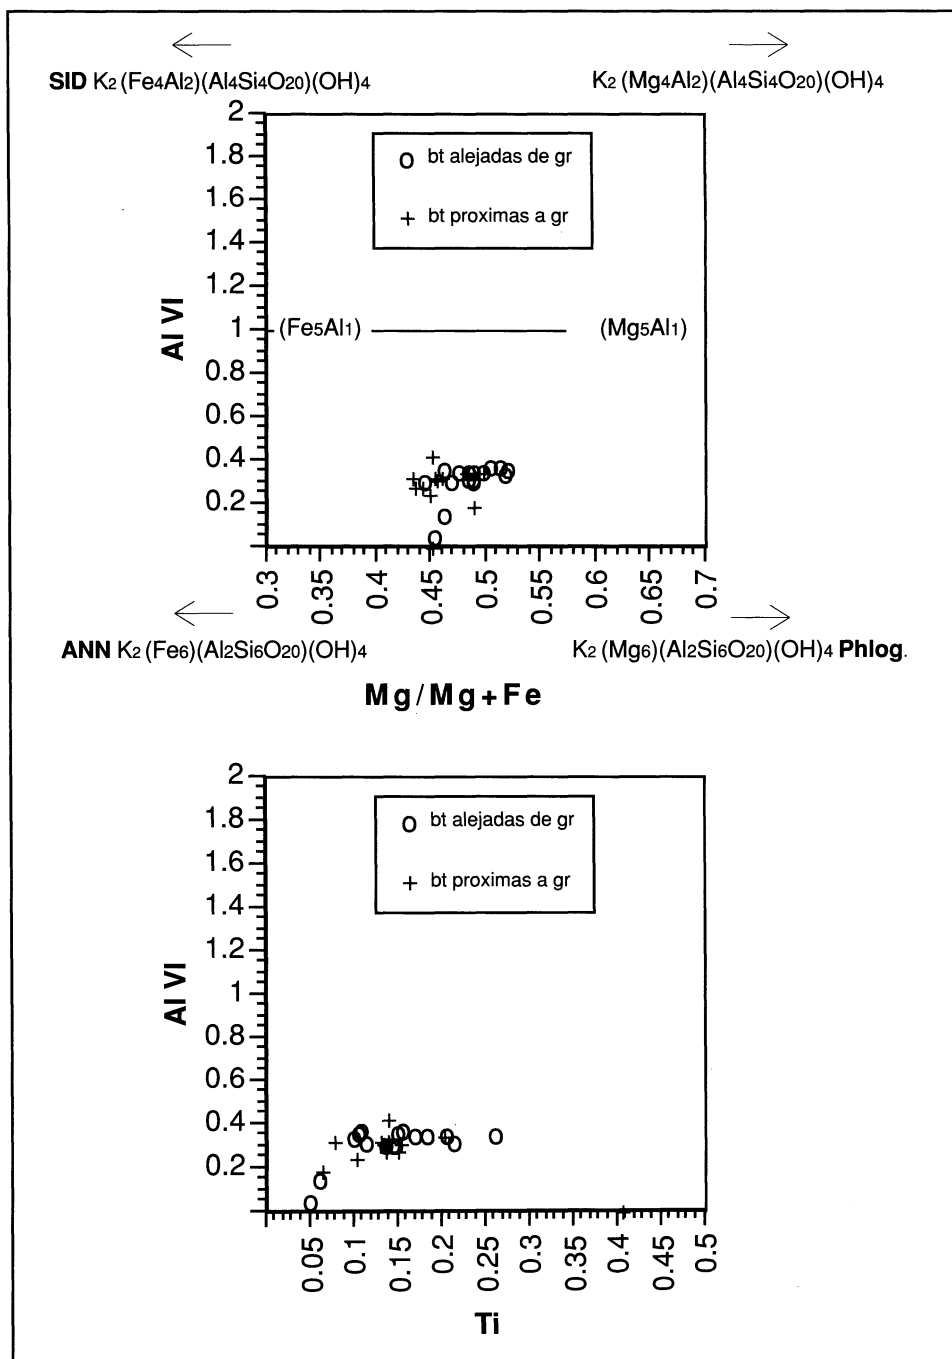 SID K2 (Fe4Al2)(Al4Si4O20)(OH)4
K2 (Mg4Al2)(Al4Si4O20)(OH)4
2
1.8
1.6
1.4
1.2
1
0.8
0.6
0.4
0.2
Al VI
o bt alejadas de gr
+ bt proximas a gr
(Fe5Al1)
(Mg5Al1)
0.3
0.35
0.4
0.45
0.5
0.55
0.6
0.65
0.7
ANN K2 (Fe6)(Al2Si6O20)(OH)4
K2 (Mg6)(Al2Si6O20)(OH)4 Phlog.
Mg/Mg+Fe
2
1.8
1.6
1.4
1.2
1
0.8
0.6
0.4
0.2
Al VI
o bt alejadas de gr
+ bt proximas a gr
0.05
0.1
0.15
0.2
0.25
0.3
0.35
0.4
0.45
0.5
Ti